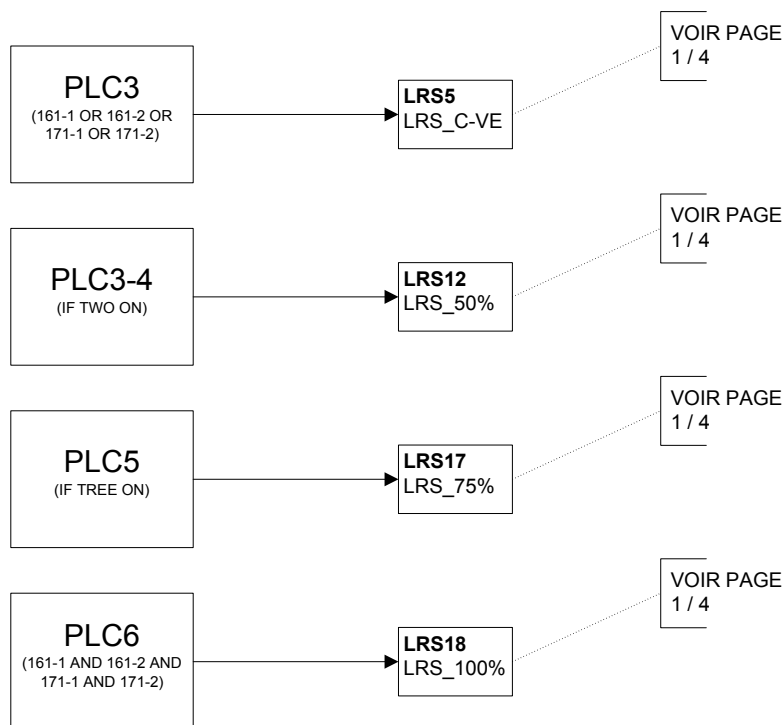 PLC3
(161-1 OR 161-2 OR
171-1 OR 171-2)
LRS5
LRS_C-VE
VOIR PAGE
1 / 4
PLC3-4
(IF TWO ON)
LRS12
LRS_50%
VOIR PAGE
1 / 4
PLC5
(IF TREE ON)
LRS17
LRS_75%
VOIR PAGE
1 / 4
PLC6
(161-1 AND 161-2 AND
171-1 AND 171-2)
LRS18
LRS_100%
VOIR PAGE
1 / 4